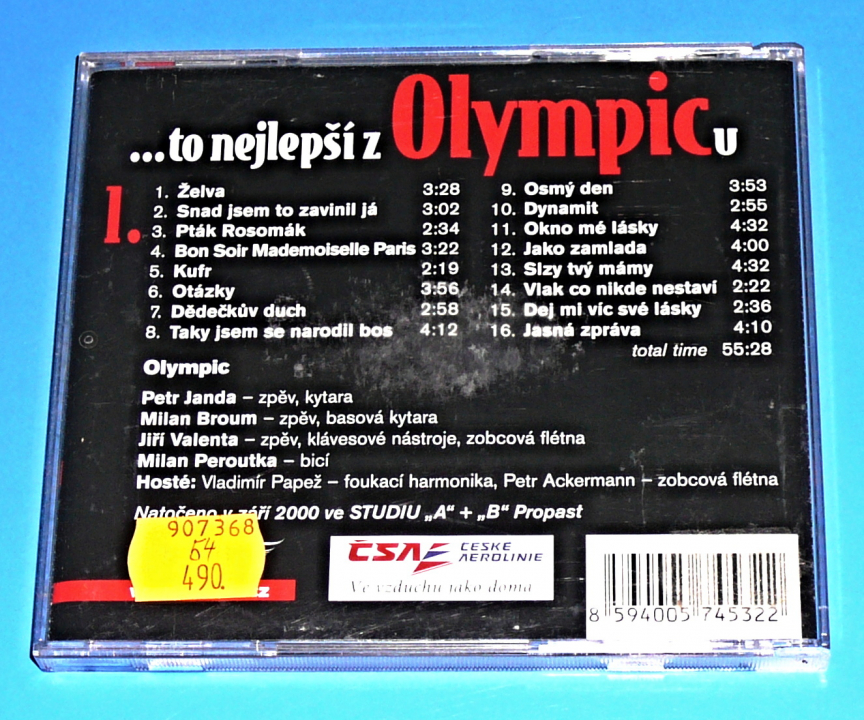 ...to nejlepší z Olympicu
1.
1. Želva 3:28
2. Snad jsem to zavinil já 3:02
3. Pták Rosomák 2:34
4. Bon Soir Mademoiselle Paris 3:22
5. Kufr 2:19
6. Otázky 3:56
7. Dědečkův duch 2:58
8. Taky jsem se narodil bos 4:12
9. Osmý den 3:53
10. Dynamit 2:55
11. Okno mé lásky 4:32
12. Jako zamlada 4:00
13. Slzy tvý mámy 4:32
14. Vlak co nikde nestaví 2:22
15. Dej mi víc své lásky 2:36
16. Jasná zpráva 4:10
total time 55:28
Olympic
Petr Janda – zpěv, kytara
Milan Broum – zpěv, basová kytara
Jiří Valenta – zpěv, klávesové nástroje, zobcová flétna
Milan Peroutka – bicí
Hosté: Vladimír Papež – foukací harmonika, Petr Ackermann – zobcová flétna
Natočeno v září 2000 ve STUDIU „A“ + „B“ Propast
907368
64
490.
ČSA ČESKÉ
AEROLINIE
Ve vzduchu jako doma
8 594005 745322